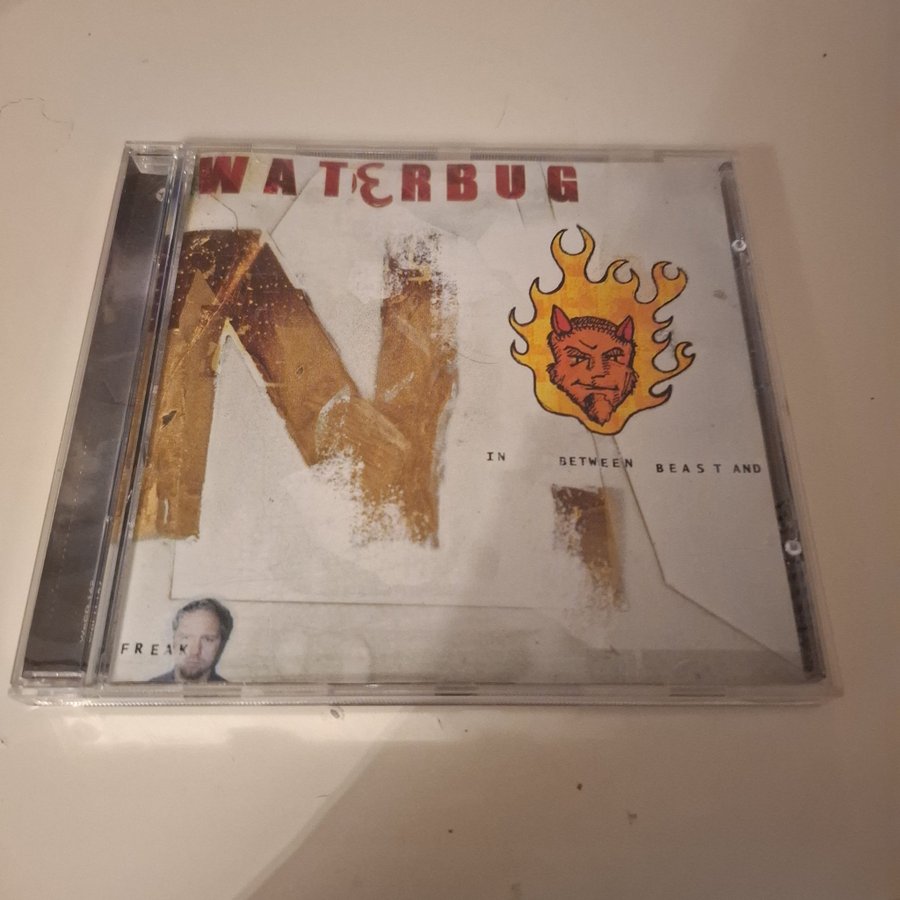 WATERBUG
N.
IN BETWEEN BEAST AND
FREAK